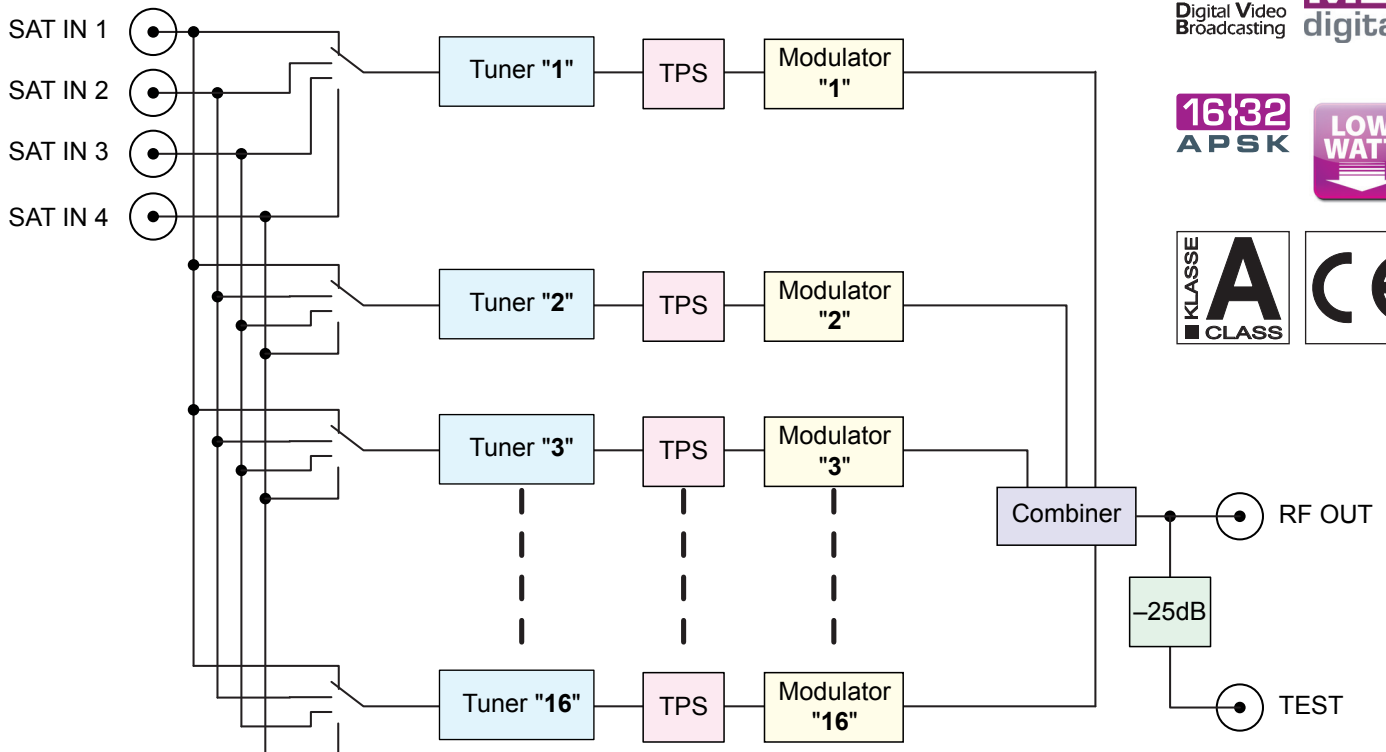 SAT IN 1
SAT IN 2
SAT IN 3
SAT IN 4
Tuner "1"
TPS
Modulator
"1"
Tuner "2"
TPS
Modulator
"2"
Tuner "3"
TPS
Modulator
"3"
Tuner "16"
TPS
Modulator
"16"
Combiner
RF OUT
–25dB
TEST
Digital Video
Broadcasting
16 32
APSK
LOW
WATT
KLASSE
A
CLASS
CE